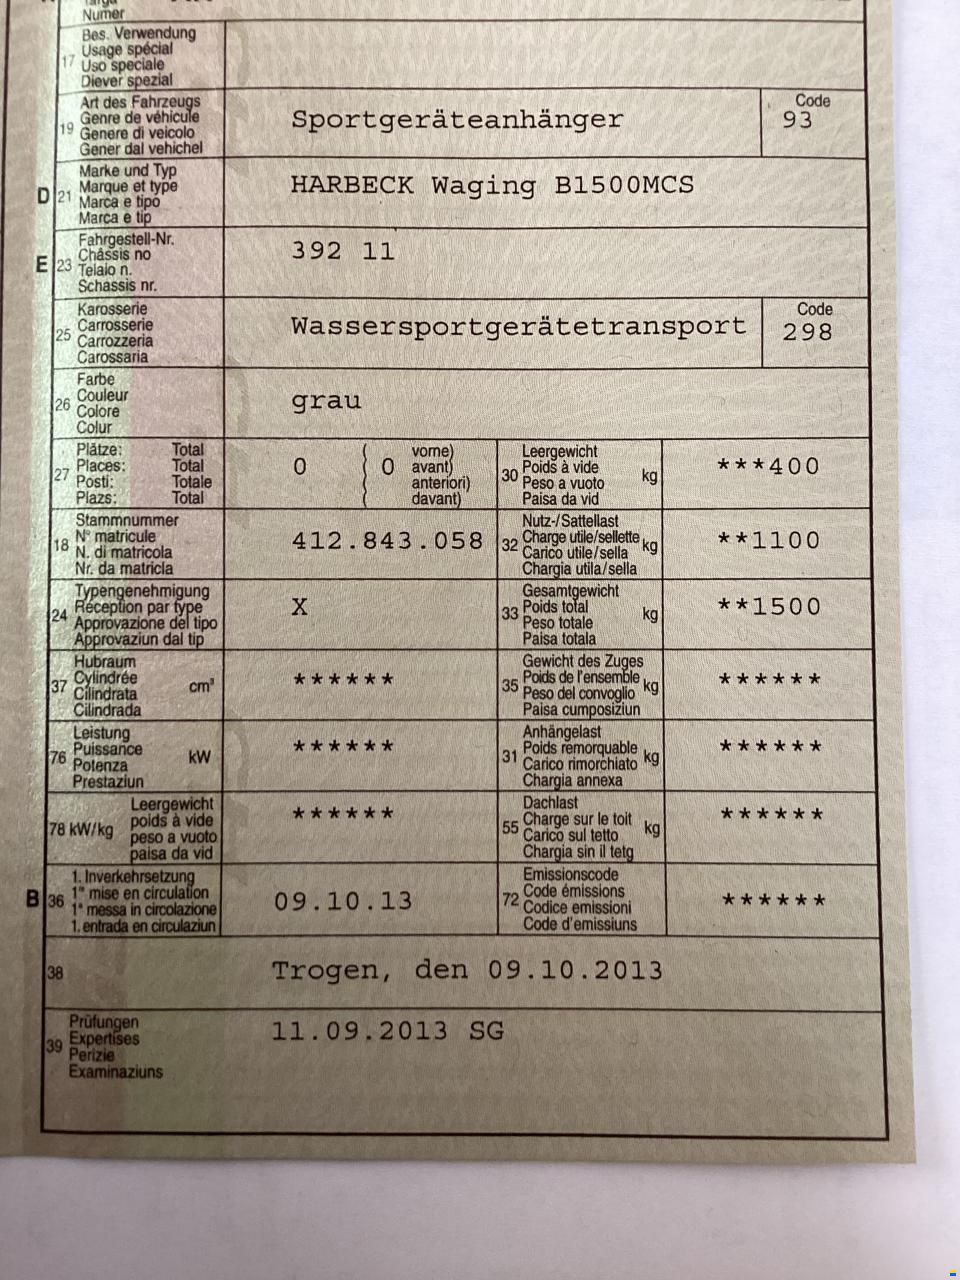 Numer
17 Bes. Verwendung
Usage spécial
Uso speciale
Diever spezial
19 Art des Fahrzeugs
Genre de véhicule
Genere di veicolo
Gener dal vehichel
Sportgeräteanhänger
Code
93
D 21 Marke und Typ
Marque et type
Marca e tipo
Marca e tip
HARBECK Waging B1500MCS
E 23 Fahrgestell-Nr.
Châssis no
Telaio n.
Schassis nr.
392 11
25 Karosserie
Carrosserie
Carrozzeria
Carossaria
Wassersportgerätetransport
Code
298
26 Farbe
Couleur
Colore
Colur
grau
27 Plätze: Total
Places: Total
Posti: Totale
Plazs: Total
0 ( 0 vorne)
( avant)
( anteriori)
( davant)
30 Leergewicht
Poids à vide kg
Peso a vuoto
Paisa da vid
***400
18 Stammnummer
N° matricule
N. di matricola
Nr. da matricla
412.843.058
32 Nutz-/Sattellast
Charge utile/sellette kg
Carico utile/sella
Chargia utila/sella
**1100
24 Typengenehmigung
Réception par type
Approvazione del tipo
Approvaziun dal tip
X
33 Gesamtgewicht
Poids total kg
Peso totale
Paisa totala
**1500
37 Hubraum
Cylindrée cm³
Cilindrata
Cilindrada
******
35 Gewicht des Zuges
Poids de l'ensemble kg
Peso del convoglio
Paisa cumposiziun
******
76 Leistung
Puissance kW
Potenza
Prestaziun
******
31 Anhängelast
Poids remorquable kg
Carico rimorchiato
Chargia annexa
******
78 kW/kg Leergewicht
poids à vide
peso a vuoto
paisa da vid
******
55 Dachlast
Charge sur le toit kg
Carico sul tetto
Chargia sin il tetg
******
B 36 1. Inverkehrsetzung
1re mise en circulation
1a messa in circolazione
1. entrada en circulaziun
09.10.13
72 Emissionscode
Code émissions
Codice emissioni
Code d'emissiuns
******
38 Trogen, den 09.10.2013
39 Prüfungen
Expertises
Perizie
Examinaziuns
11.09.2013 SG